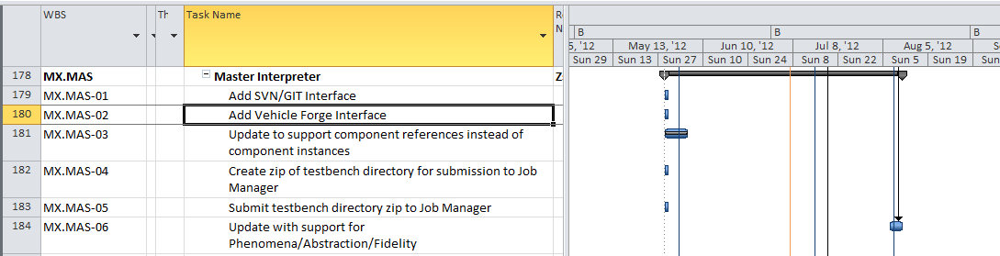 WBS Th Task Name R
N
B B B
5, '12 May 13, '12 Jun 10, '12 Jul 8, '12 Aug 5, '12
Sun 29 Sun 13 Sun 27 Sun 10 Sun 24 Sun 8 Sun 22 Sun 5 Sun 19 Sun
178 MX.MAS Master Interpreter
179 MX.MAS-01 Add SVN/GIT Interface
180 MX.MAS-02 Add Vehicle Forge Interface
181 MX.MAS-03 Update to support component references instead of
component instances
182 MX.MAS-04 Create zip of testbench directory for submission to Job
Manager
183 MX.MAS-05 Submit testbench directory zip to Job Manager
184 MX.MAS-06 Update with support for
Phenomena/Abstraction/Fidelity